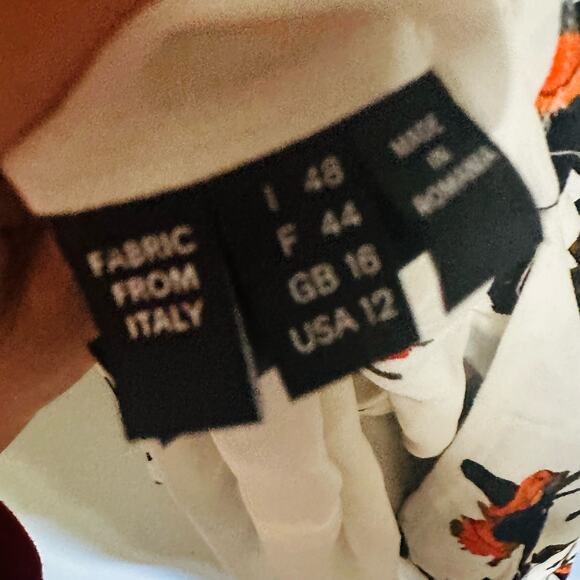 FABRIC
FROM
ITALY
I 48
F 44
GB 16
USA 12
MADE
IN
ROMANIA